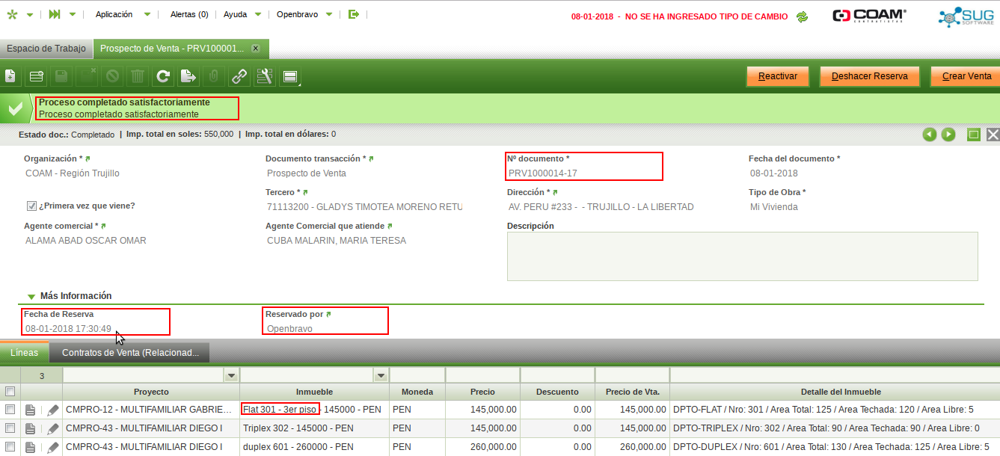 Aplicación
Alertas (0)
Ayuda
Openbravo
08-01-2018 - NO SE HA INGRESADO TIPO DE CAMBIO
COAM
CONTRATISTAS
SUG
SOFTWARE
Espacio de Trabajo
Prospecto de Venta - PRV100001...
Reactivar
Deshacer Reserva
Crear Venta
Proceso completado satisfactoriamente
Proceso completado satisfactoriamente
Estado doc.: Completado | Imp. total en soles: 550,000 | Imp. total en dólares: 0
Organización * Documento transacción * Nº documento * Fecha del documento *
COAM - Región Trujillo Prospecto de Venta PRV1000014-17 08-01-2018
Tercero * Dirección * Tipo de Obra *
¿Primera vez que viene? 71113200 - GLADYS TIMOTEA MORENO RETU AV. PERU #233 - - TRUJILLO - LA LIBERTAD Mi Vivienda
Agente comercial * Agente Comercial que atiende Descripción
ALAMA ABAD OSCAR OMAR CUBA MALARIN, MARIA TERESA
Más Información
Fecha de Reserva Reservado por
08-01-2018 17:30:49 Openbravo
Líneas Contratos de Venta (Relacionad...
3
Proyecto Inmueble Moneda Precio Descuento Precio de Vta. Detalle del Inmueble
CMPRO-12 - MULTIFAMILIAR GABRIE... Flat 301 - 3er piso - 145000 - PEN PEN 145,000.00 0.00 145,000.00 DPTO-FLAT / Nro: 301 / Area Total: 125 / Area Techada: 120 / Area Libre: 5
CMPRO-43 - MULTIFAMILIAR DIEGO I Triplex 302 - 145000 - PEN PEN 145,000.00 0.00 145,000.00 DPTO-TRIPLEX / Nro: 302 / Area Total: 90 / Area Techada: 90 / Area Libre: 0
CMPRO-43 - MULTIFAMILIAR DIEGO I duplex 601 - 260000 - PEN PEN 260,000.00 0.00 260,000.00 DPTO-DUPLEX / Nro: 601 / Area Total: 130 / Area Techada: 125 / Area Libre: 5